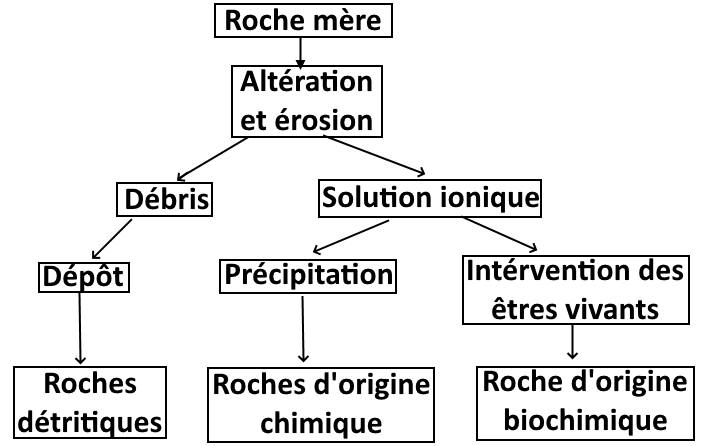 Roche mère
Altération
et érosion
Débris
Solution ionique
Dépôt
Précipitation
Intérvention des
êtres vivants
Roches
détritiques
Roches d'origine
chimique
Roche d'origine
biochimique